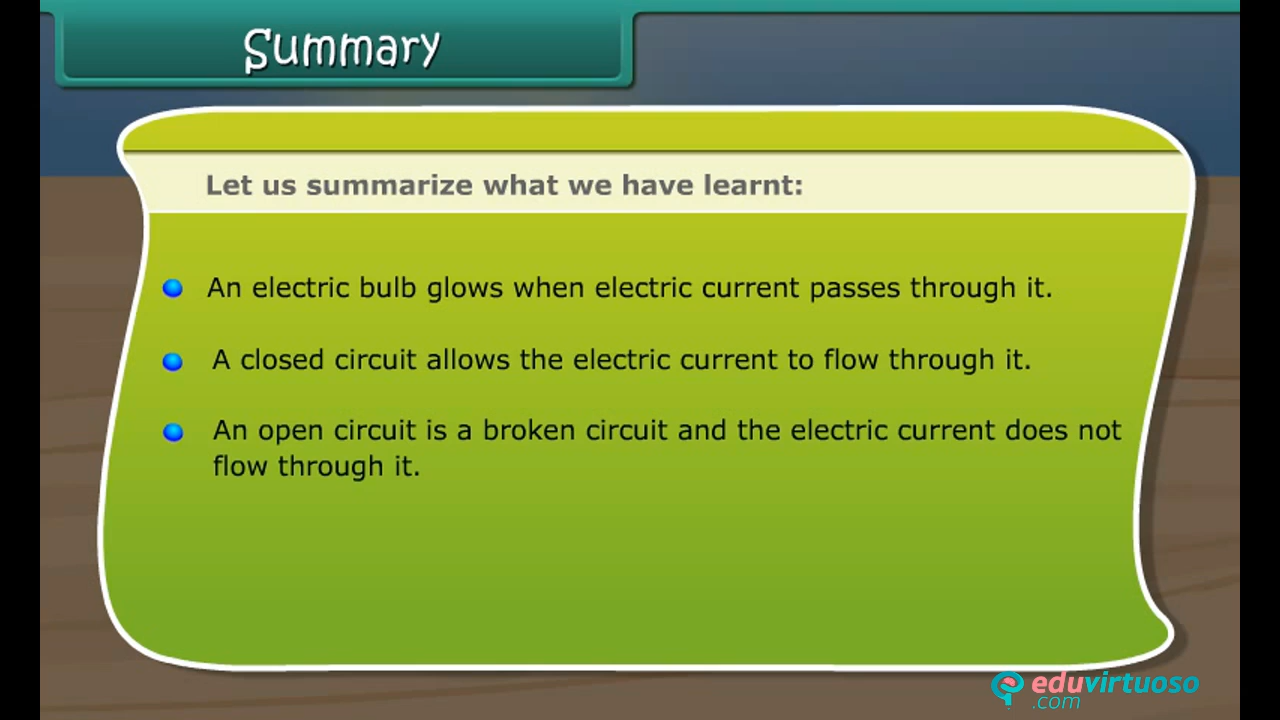 Summary
Let us summarize what we have learnt:
An electric bulb glows when electric current passes through it.
A closed circuit allows the electric current to flow through it.
An open circuit is a broken circuit and the electric current does not
flow through it.
eduvirtuoso
.com